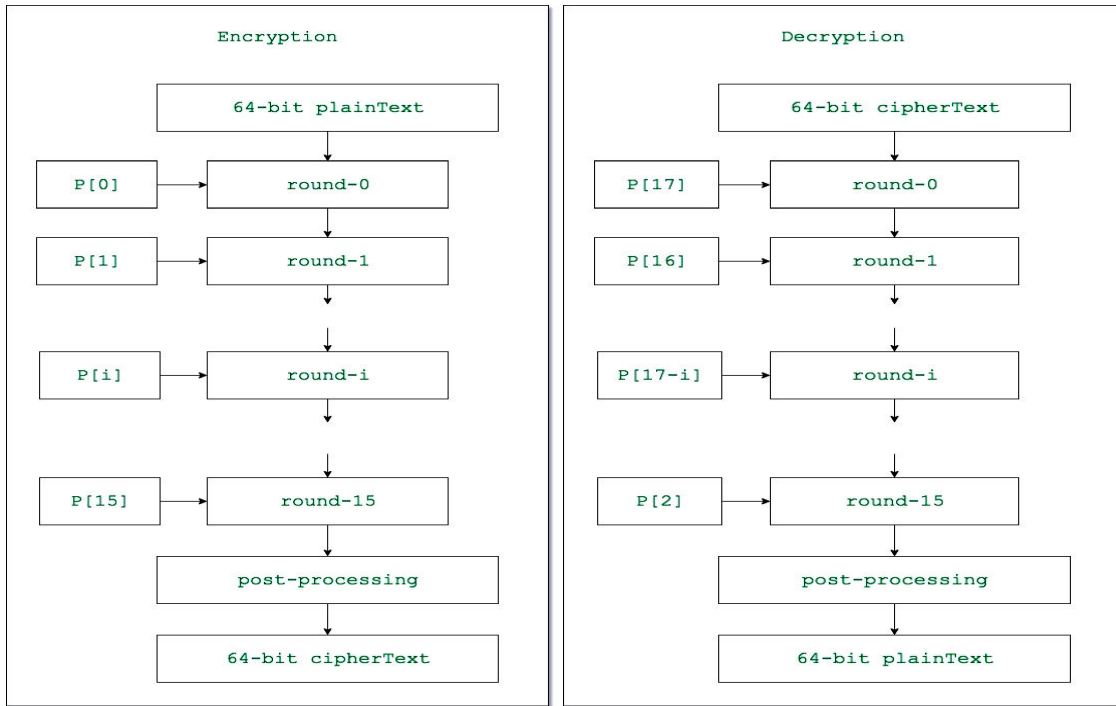 Encryption
64-bit plainText
P[0]
round-0
P[1]
round-1
P[i]
round-i
P[15]
round-15
post-processing
64-bit cipherText
Decryption
64-bit cipherText
P[17]
round-0
P[16]
round-1
P[17-i]
round-i
P[2]
round-15
post-processing
64-bit plainText